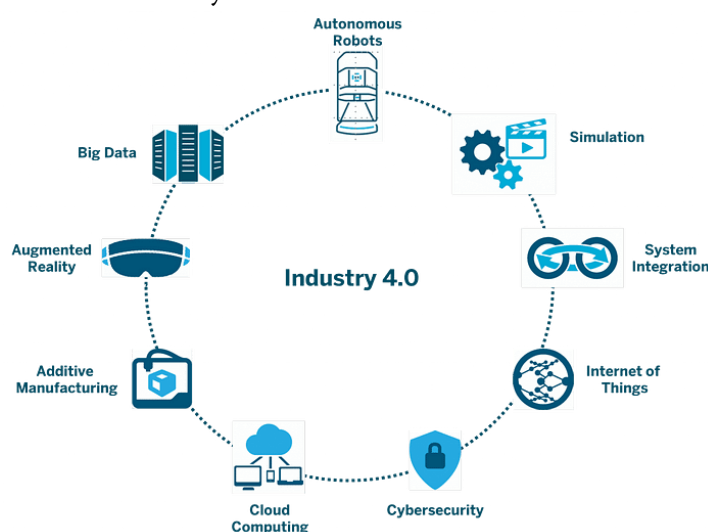 Autonomous
Robots
Simulation
Big Data
System
Integration
Augmented
Reality
Industry 4.0
Internet of
Things
Additive
Manufacturing
Cybersecurity
Cloud
Computing